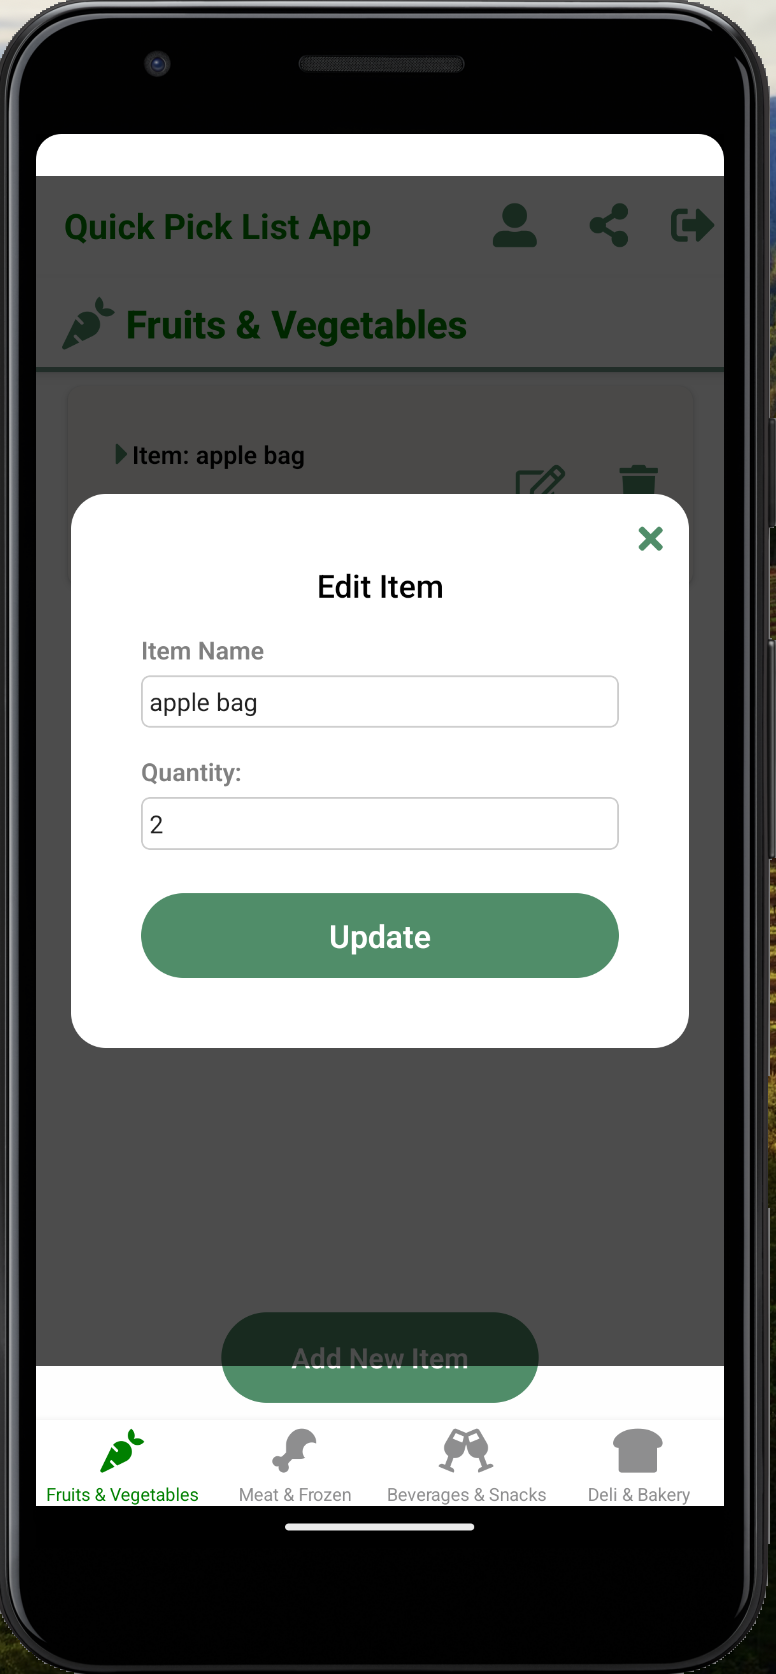 Quick Pick List App
Fruits & Vegetables
Item: apple bag
Edit Item
Item Name
apple bag
Quantity:
2
Update
Add New Item
Fruits & Vegetables
Meat & Frozen
Beverages & Snacks
Deli & Bakery